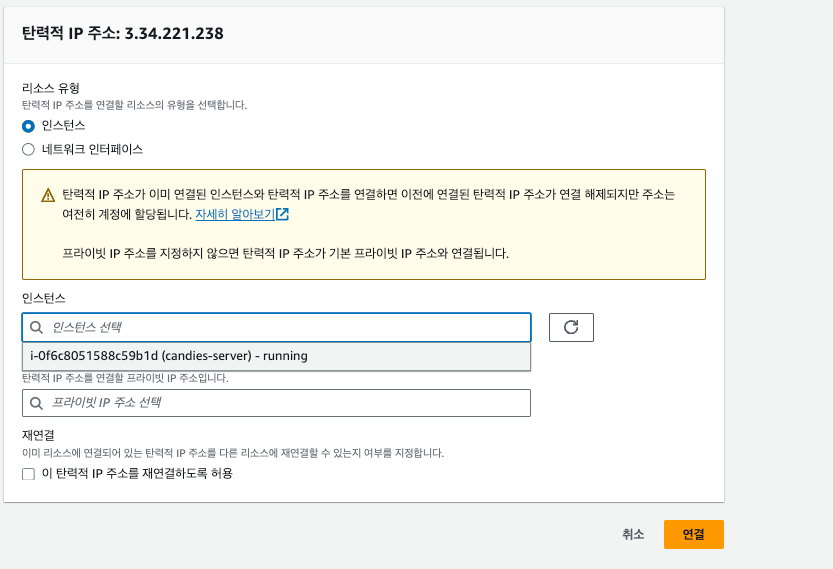 탄력적 IP 주소: 3.34.221.238
리소스 유형
탄력적 IP 주소를 연결할 리소스의 유형을 선택합니다.
인스턴스
네트워크 인터페이스
탄력적 IP 주소가 이미 연결된 인스턴스와 탄력적 IP 주소를 연결하면 이전에 연결된 탄력적 IP 주소가 연결 해제되지만 주소는
여전히 계정에 할당됩니다. 자세히 알아보기
프라이빗 IP 주소를 지정하지 않으면 탄력적 IP 주소가 기본 프라이빗 IP 주소와 연결됩니다.
인스턴스
인스턴스 선택
i-0f6c8051588c59b1d (candies-server) - running
탄력적 IP 주소를 연결할 프라이빗 IP 주소입니다.
프라이빗 IP 주소 선택
재연결
이미 리소스에 연결되어 있는 탄력적 IP 주소를 다른 리소스에 재연결할 수 있는지 여부를 지정합니다.
이 탄력적 IP 주소를 재연결하도록 허용
취소 연결